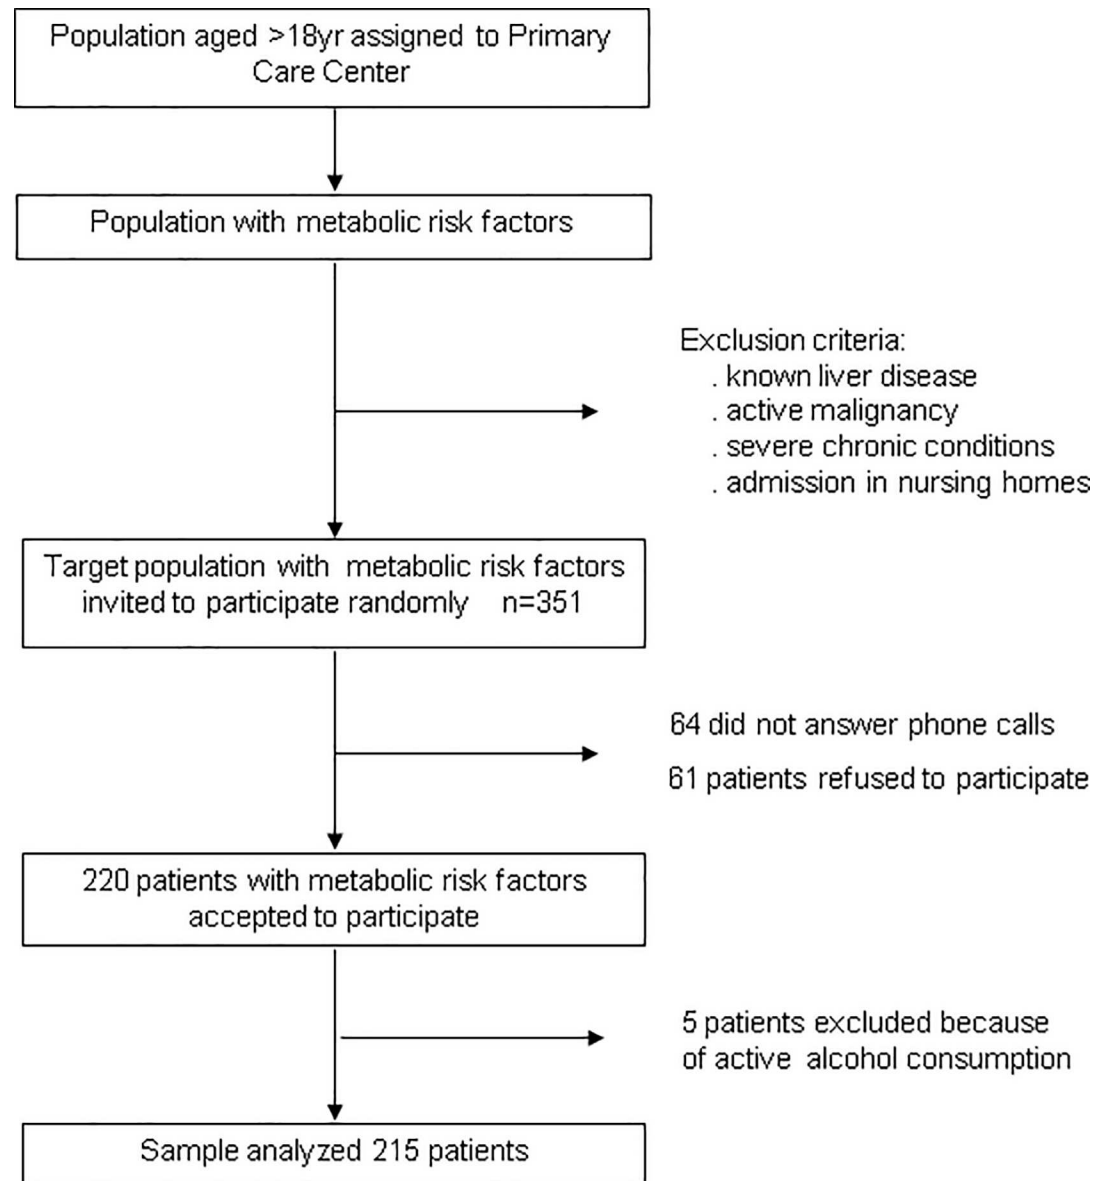 Population aged >18yr assigned to Primary
Care Center
Population with metabolic risk factors
Exclusion criteria:
. known liver disease
. active malignancy
. severe chronic conditions
. admission in nursing homes
Target population with metabolic risk factors
invited to participate randomly n=351
64 did not answer phone calls
61 patients refused to participate
220 patients with metabolic risk factors
accepted to participate
5 patients excluded because
of active alcohol consumption
Sample analyzed 215 patients